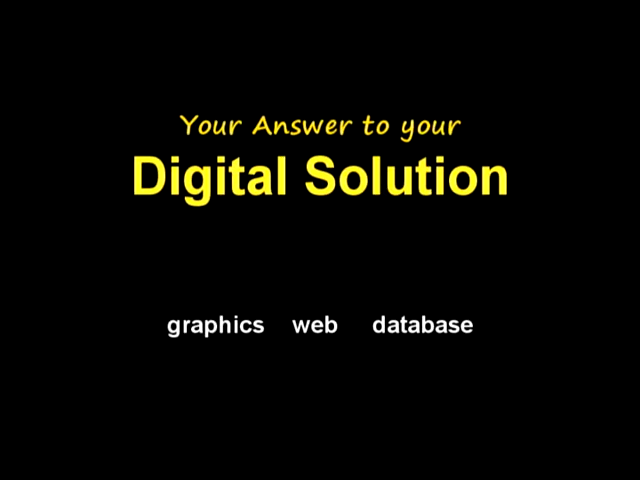 Your Answer to your
Digital Solution
graphics web database